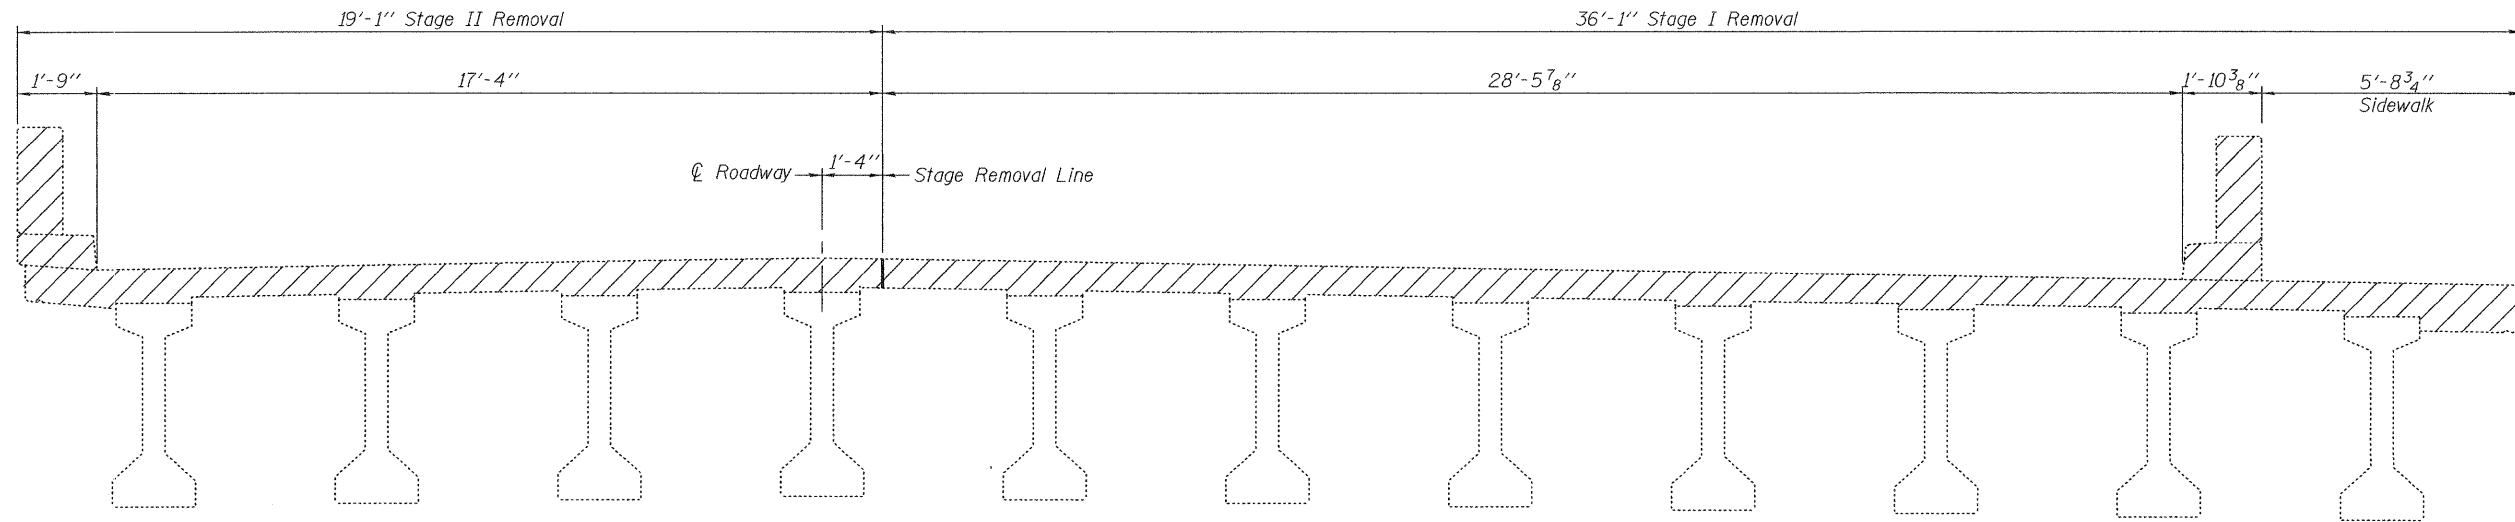 19'-1" Stage II Removal
36'-1" Stage I Removal
1'-9"
17'-4"
28'-5 7/8"
1'-10 3/8"
5'-8 3/4"
Sidewalk
℄ Roadway
1'-4"
Stage Removal Line